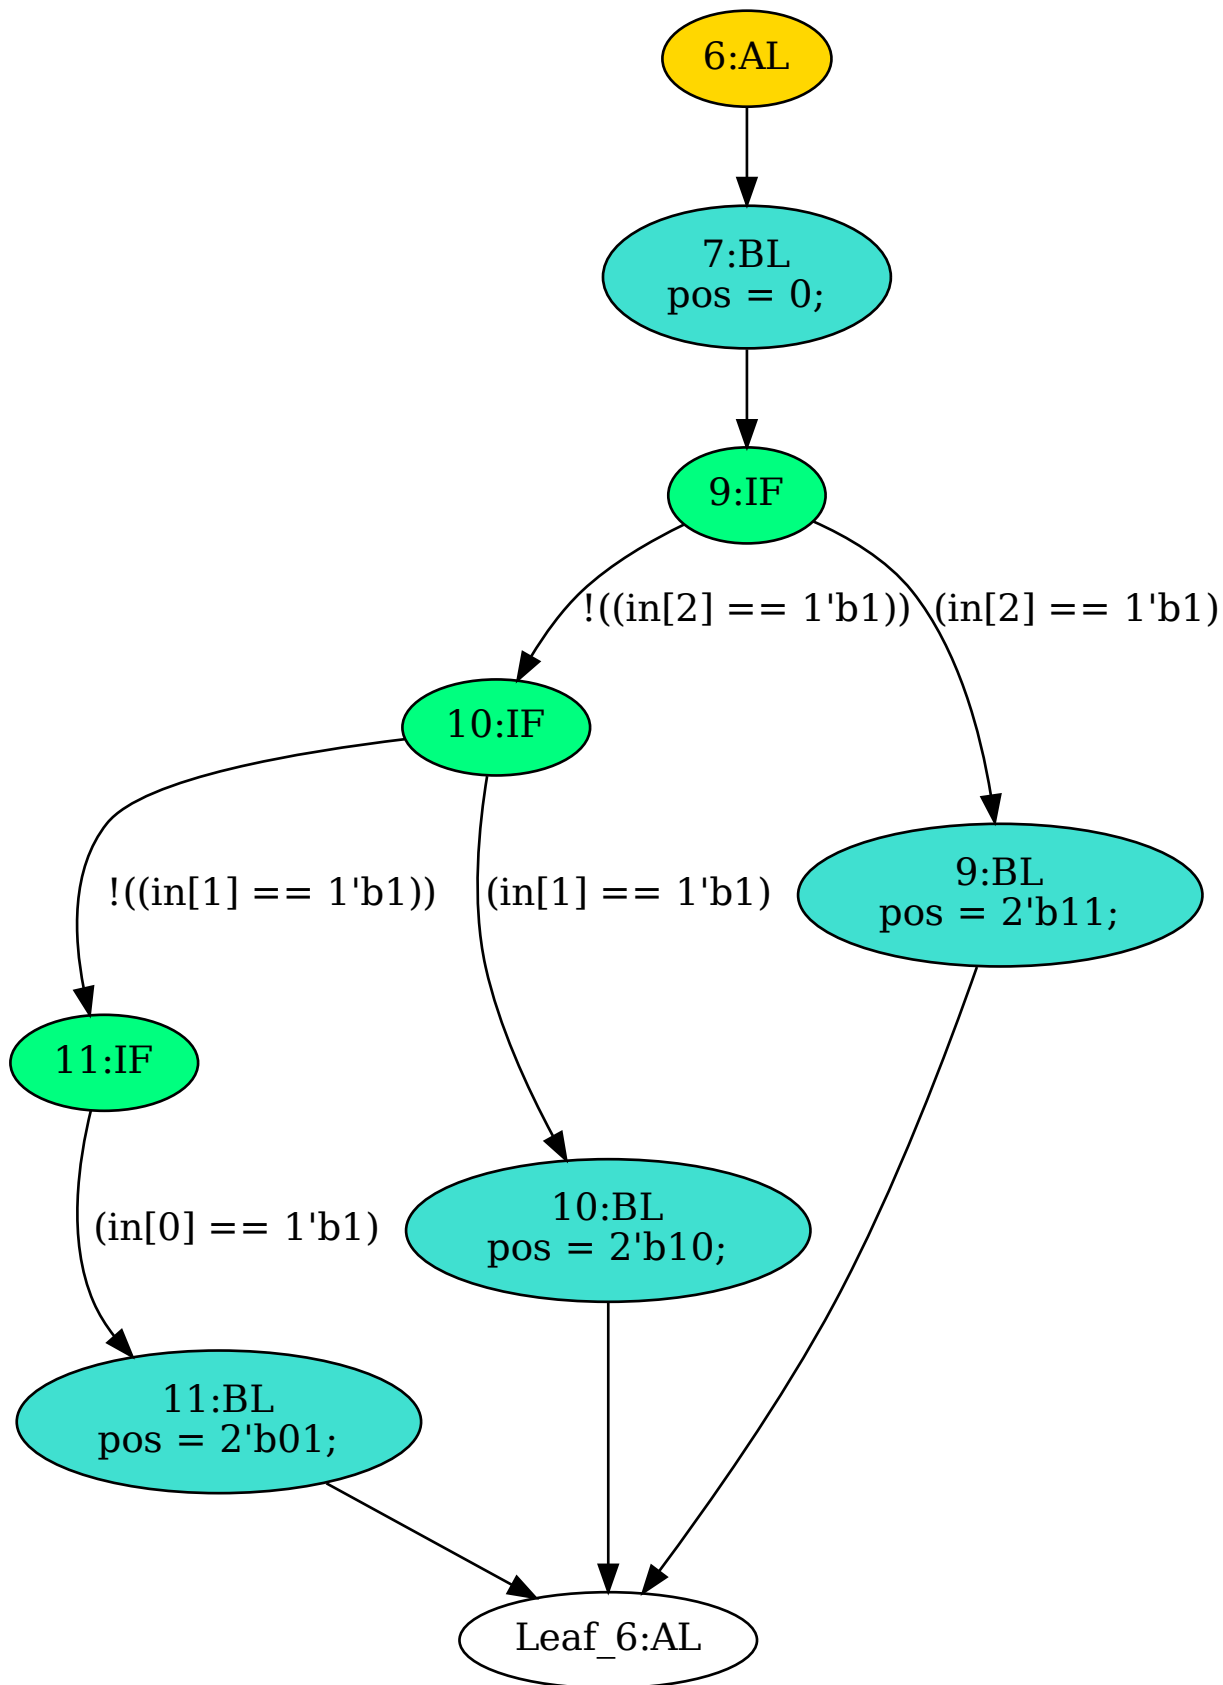 6:AL
7:BL
pos = 0;
9:IF
!((in[2] == 1'b1))
(in[2] == 1'b1)
10:IF
!((in[1] == 1'b1))
(in[1] == 1'b1)
9:BL
pos = 2'b11;
11:IF
(in[0] == 1'b1)
10:BL
pos = 2'b10;
11:BL
pos = 2'b01;
Leaf_6:AL